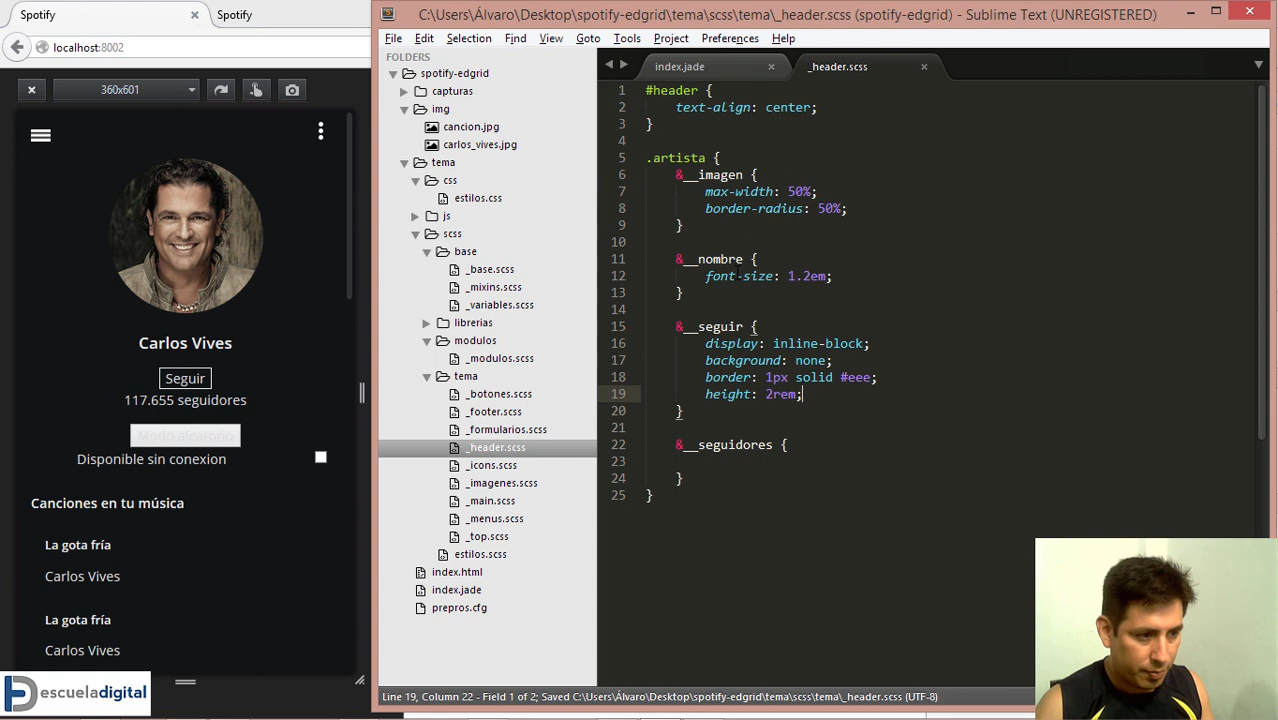 Spotify
×
Spotify
localhost:8002
360x601
Carlos Vives
Seguir
117.655 seguidores
Modo aleatorio
Disponible sin conexion
Canciones en tu música
La gota fría
Carlos Vives
La gota fría
Carlos Vives
escueladigital
C:\Users\Álvaro\Desktop\spotify-edgrid\tema\scss\tema\_header.scss (spotify-edgrid) - Sublime Text (UNREGISTERED)
File Edit Selection Find View Goto Tools Project Preferences Help
FOLDERS
spotify-edgrid
capturas
img
cancion.jpg
carlos_vives.jpg
tema
css
estilos.css
js
scss
base
_base.scss
_mixins.scss
_variables.scss
librerias
modulos
_modulos.scss
tema
_botones.scss
_footer.scss
_formularios.scss
_header.scss
_icons.scss
_imagenes.scss
_main.scss
_menus.scss
_top.scss
estilos.scss
index.html
index.jade
prepros.cfg
index.jade × _header.scss ×
1 #header {
2 text-align: center;
3 }
4
5 .artista {
6 &__imagen {
7 max-width: 50%;
8 border-radius: 50%;
9 }
10
11 &__nombre {
12 font-size: 1.2em;
13 }
14
15 &__seguir {
16 display: inline-block;
17 background: none;
18 border: 1px solid #eee;
19 height: 2rem;
20 }
21
22 &__seguidores {
23
24 }
25 }
Line 19, Column 22 - Field 1 of 2; Saved C:\Users\Álvaro\Desktop\spotify-edgrid\tema\scss\tema\_header.scss (UTF-8)